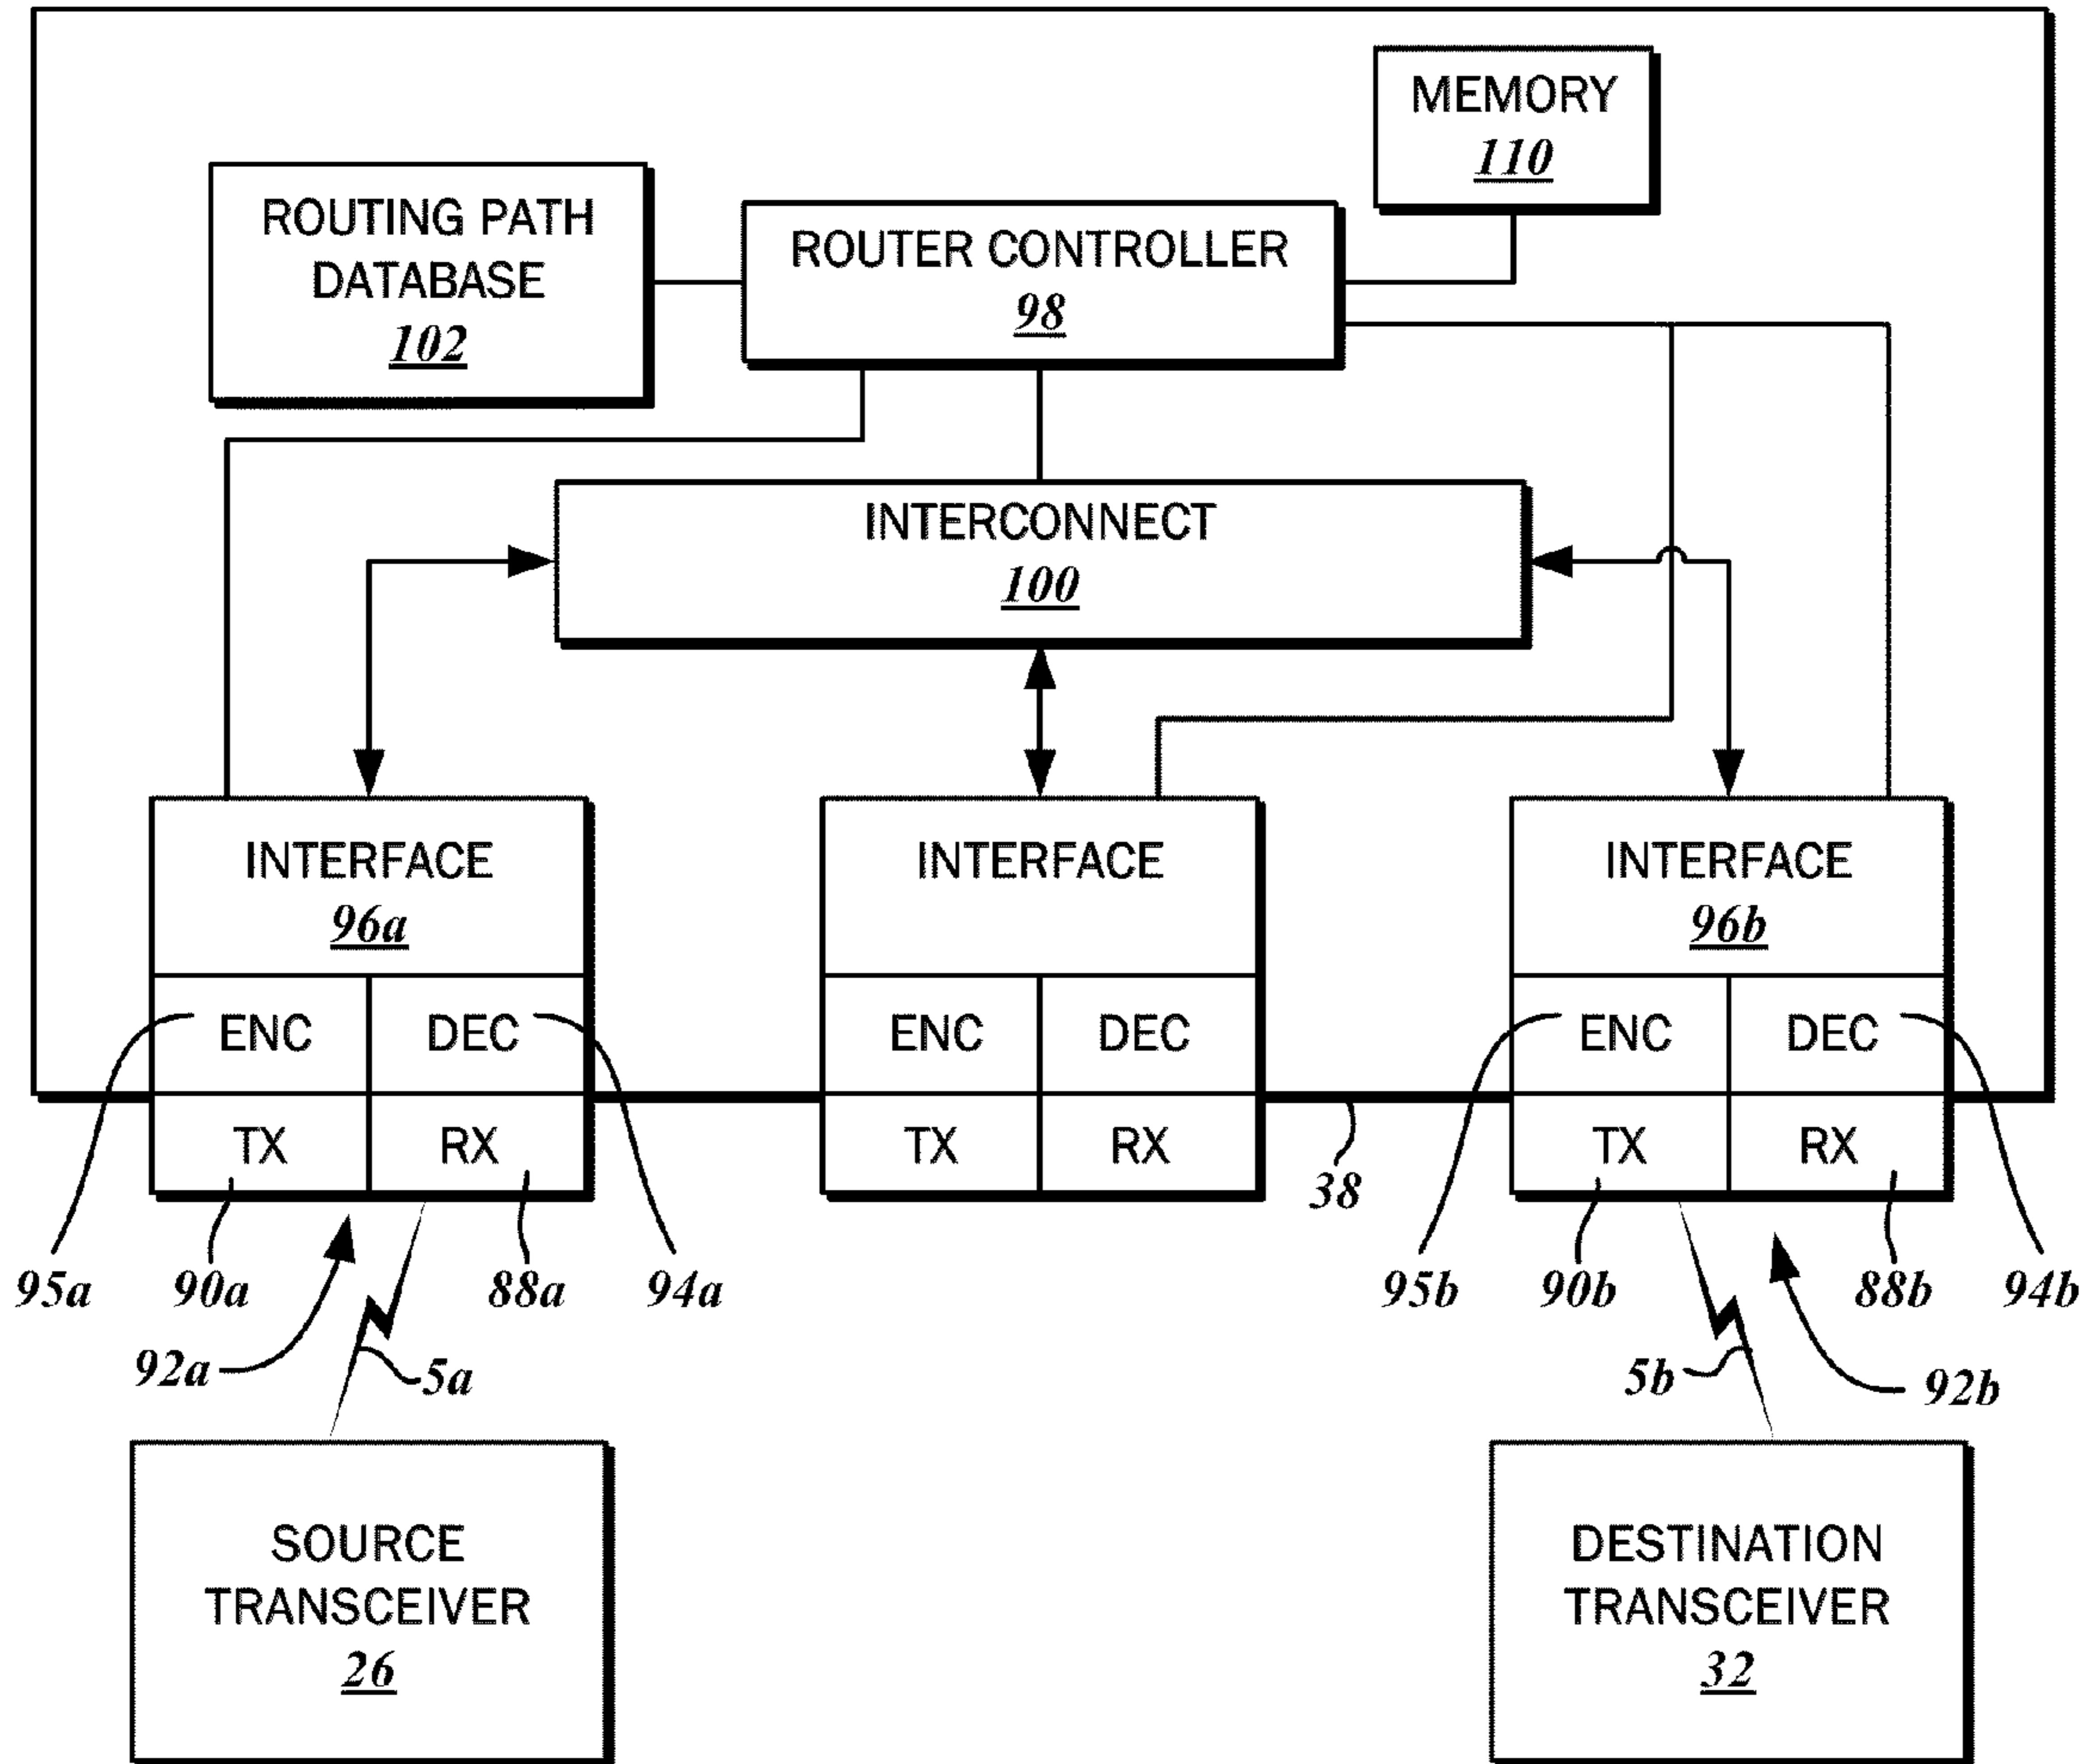 MEMORY
110
ROUTING PATH
DATABASE
102
ROUTER CONTROLLER
98
INTERCONNECT
100
INTERFACE
96a
INTERFACE
INTERFACE
96b
ENC DEC
ENC DEC
ENC DEC
TX RX
TX RX
TX RX
38
95a 90a 88a 94a
95b 90b 88b 94b
92a 5a
5b 92b
SOURCE
TRANSCEIVER
26
DESTINATION
TRANSCEIVER
32